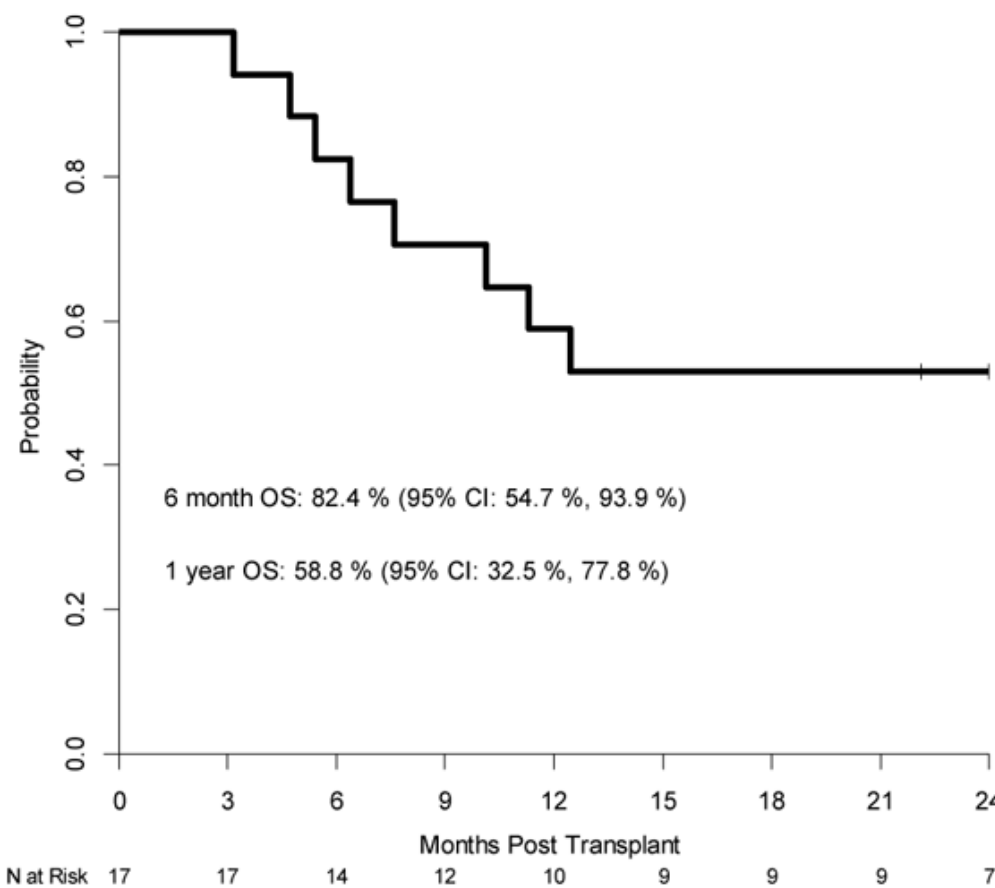 1.0
0.8
0.6
0.4
0.2
0.0
Probability
6 month OS: 82.4 % (95% CI: 54.7 %, 93.9 %)
1 year OS: 58.8 % (95% CI: 32.5 %, 77.8 %)
0 3 6 9 12 15 18 21 24
Months Post Transplant
N at Risk 17 17 14 12 10 9 9 9 7